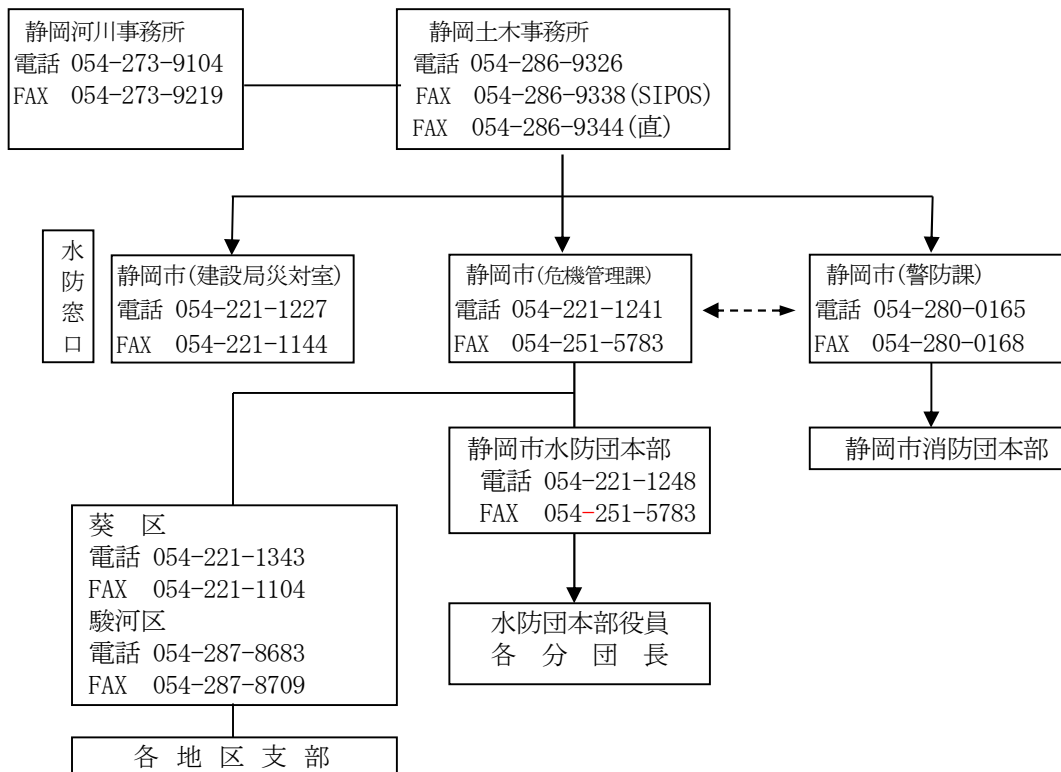 静岡河川事務所
電話 054-273-9104
FAX 054-273-9219
静岡土木事務所
電話 054-286-9326
FAX 054-286-9338(SIPOS)
FAX 054-286-9344(直)
水防窓口
静岡市(建設局災対室)
電話 054-221-1227
FAX 054-221-1144
静岡市(危機管理課)
電話 054-221-1241
FAX 054-251-5783
静岡市(警防課)
電話 054-280-0165
FAX 054-280-0168
静岡市水防団本部
電話 054-221-1248
FAX 054-251-5783
静岡市消防団本部
葵 区
電話 054-221-1343
FAX 054-221-1104
駿河区
電話 054-287-8683
FAX 054-287-8709
水防団本部役員
各 分 団 長
各 地 区 支 部